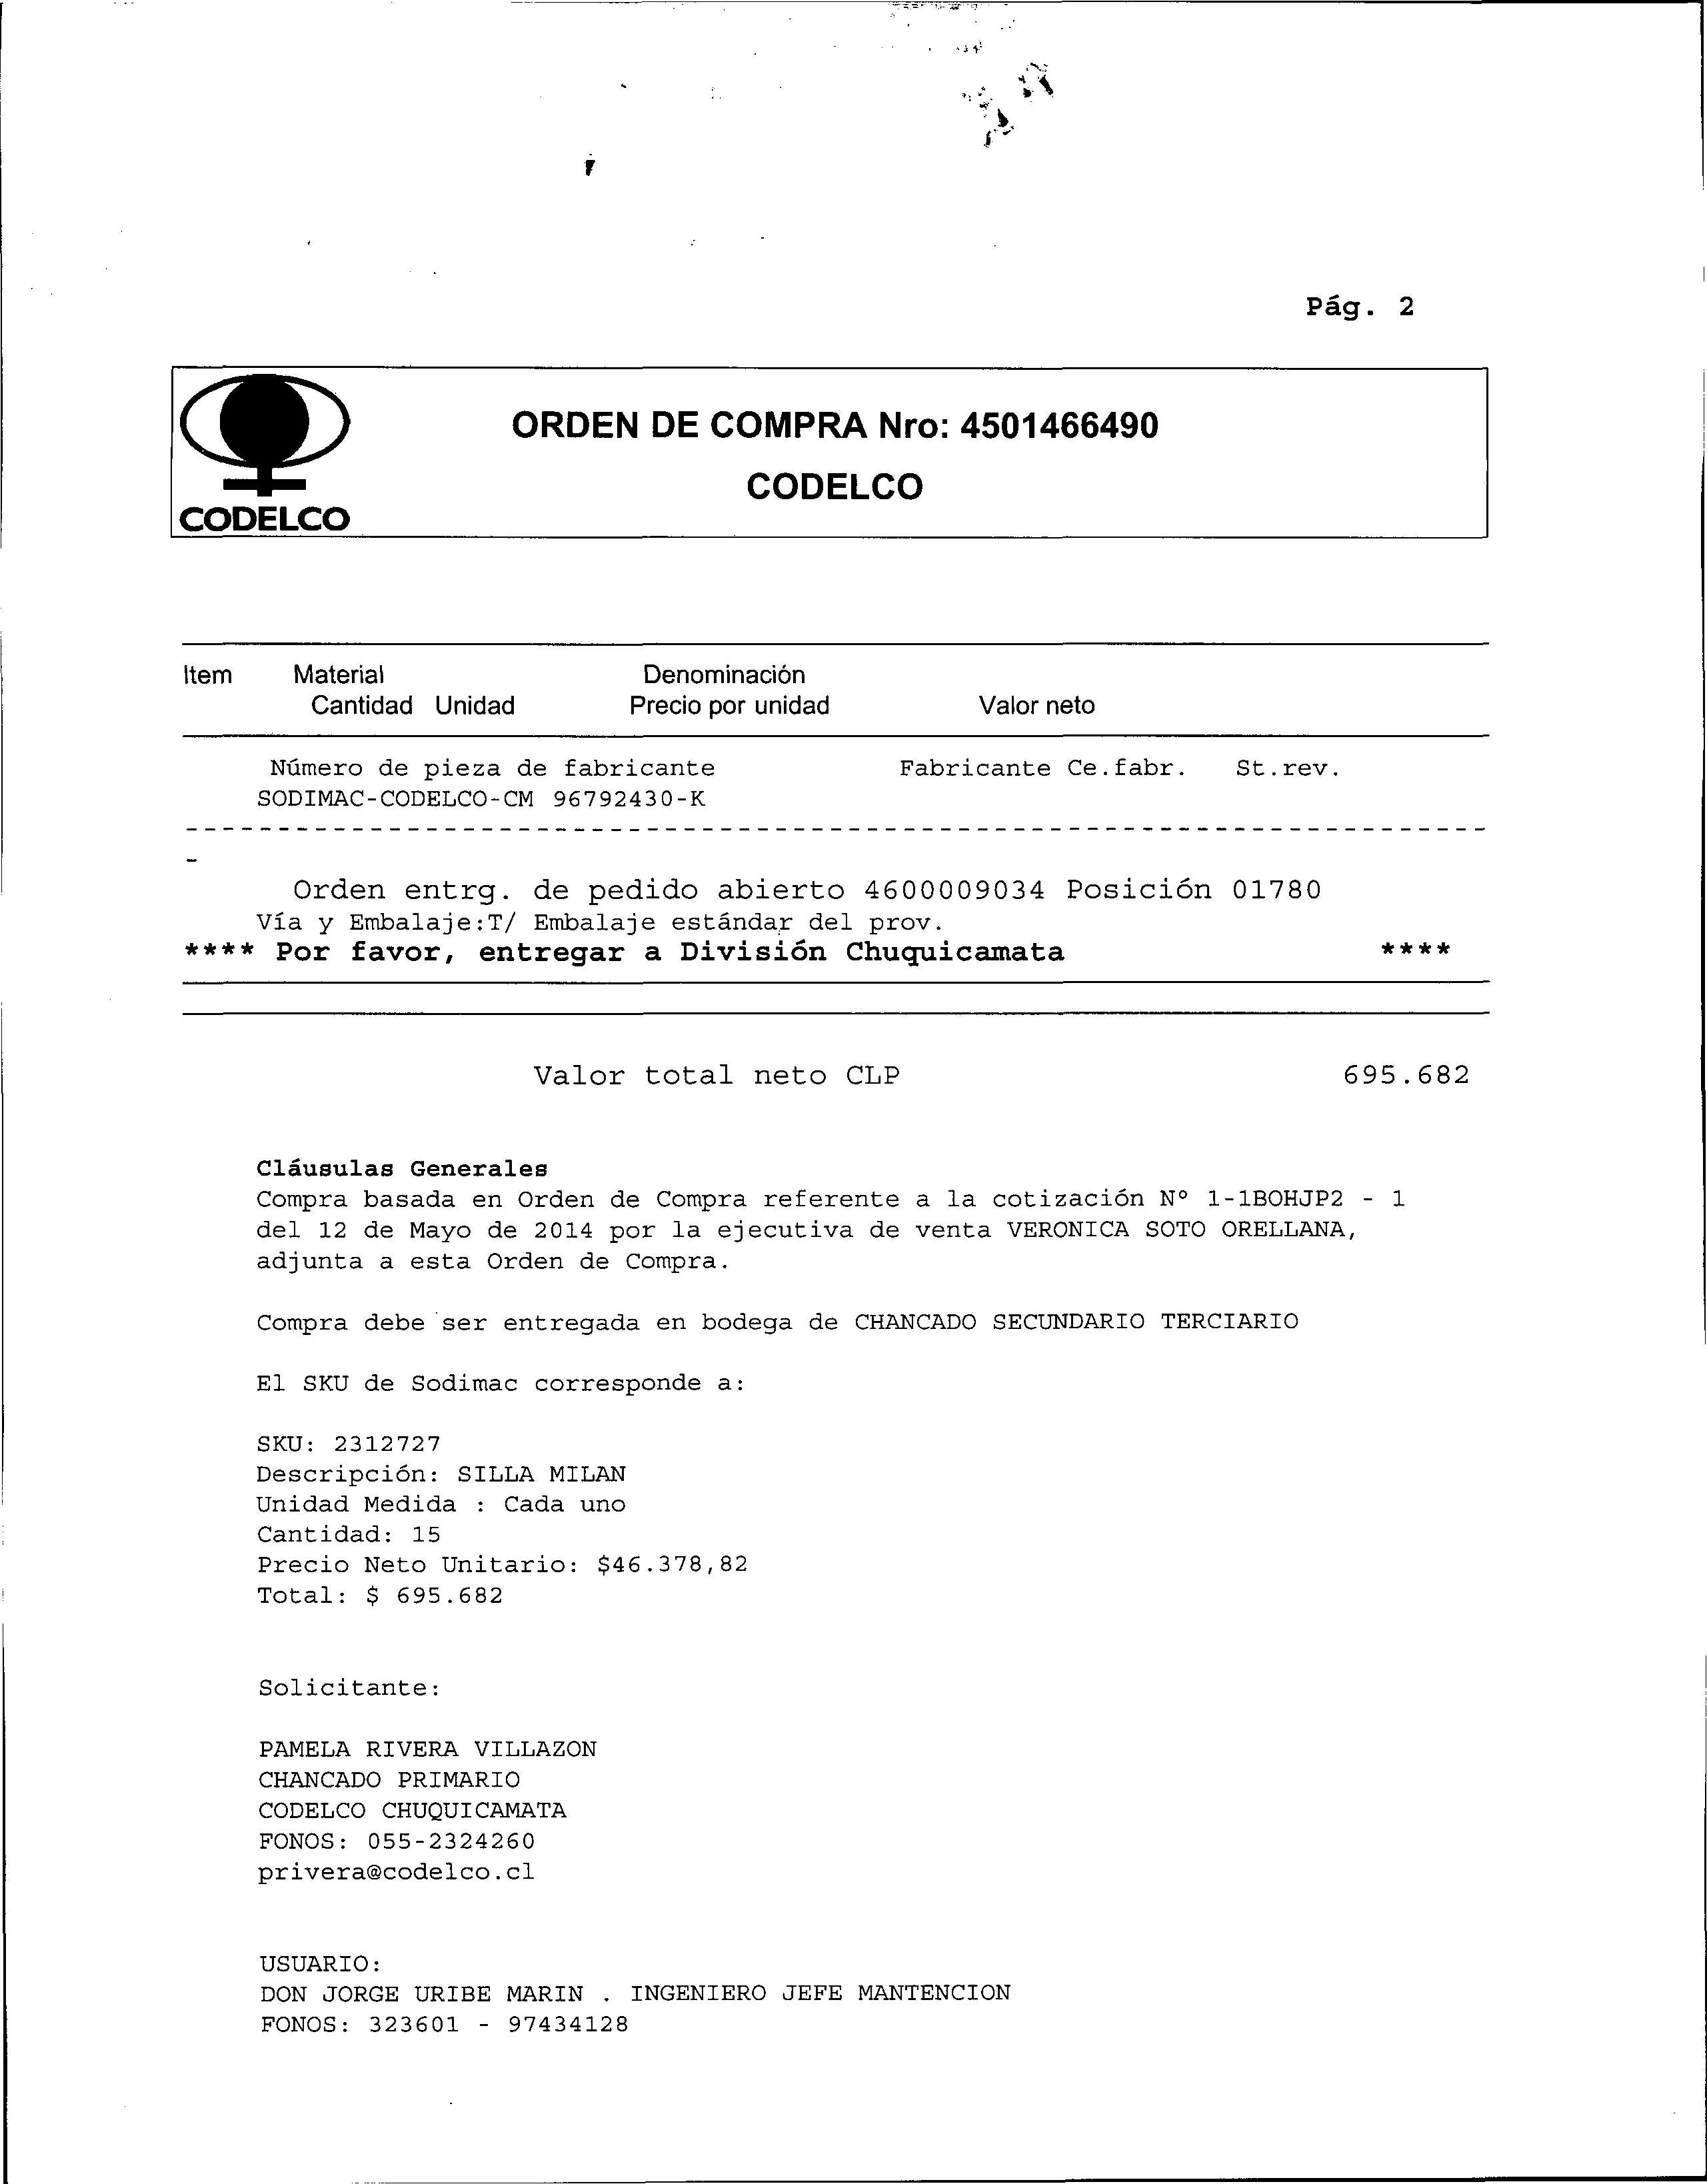 Pág. 2
CODELCO
ORDEN DE COMPRA Nro: 4501466490
CODELCO
Item Material Denominación
Cantidad Unidad Precio por unidad Valor neto
Número de pieza de fabricante Fabricante Ce.fabr. St.rev.
SODIMAC-CODELCO-CM 96792430-K
-----------------------------------------------------------------------
-
Orden entrg. de pedido abierto 4600009034 Posición 01780
Vía y Embalaje:T/ Embalaje estándar del prov.
**** Por favor, entregar a División Chuquicamata ****
Valor total neto CLP 695.682
Cláusulas Generales
Compra basada en Orden de Compra referente a la cotización Nº 1-1BOHJP2 - 1
del 12 de Mayo de 2014 por la ejecutiva de venta VERONICA SOTO ORELLANA,
adjunta a esta Orden de Compra.
Compra debe ser entregada en bodega de CHANCADO SECUNDARIO TERCIARIO
El SKU de Sodimac corresponde a:
SKU: 2312727
Descripción: SILLA MILAN
Unidad Medida : Cada uno
Cantidad: 15
Precio Neto Unitario: $46.378,82
Total: $ 695.682
Solicitante:
PAMELA RIVERA VILLAZON
CHANCADO PRIMARIO
CODELCO CHUQUICAMATA
FONOS: 055-2324260
privera@codelco.cl
USUARIO:
DON JORGE URIBE MARIN . INGENIERO JEFE MANTENCION
FONOS: 323601 - 97434128